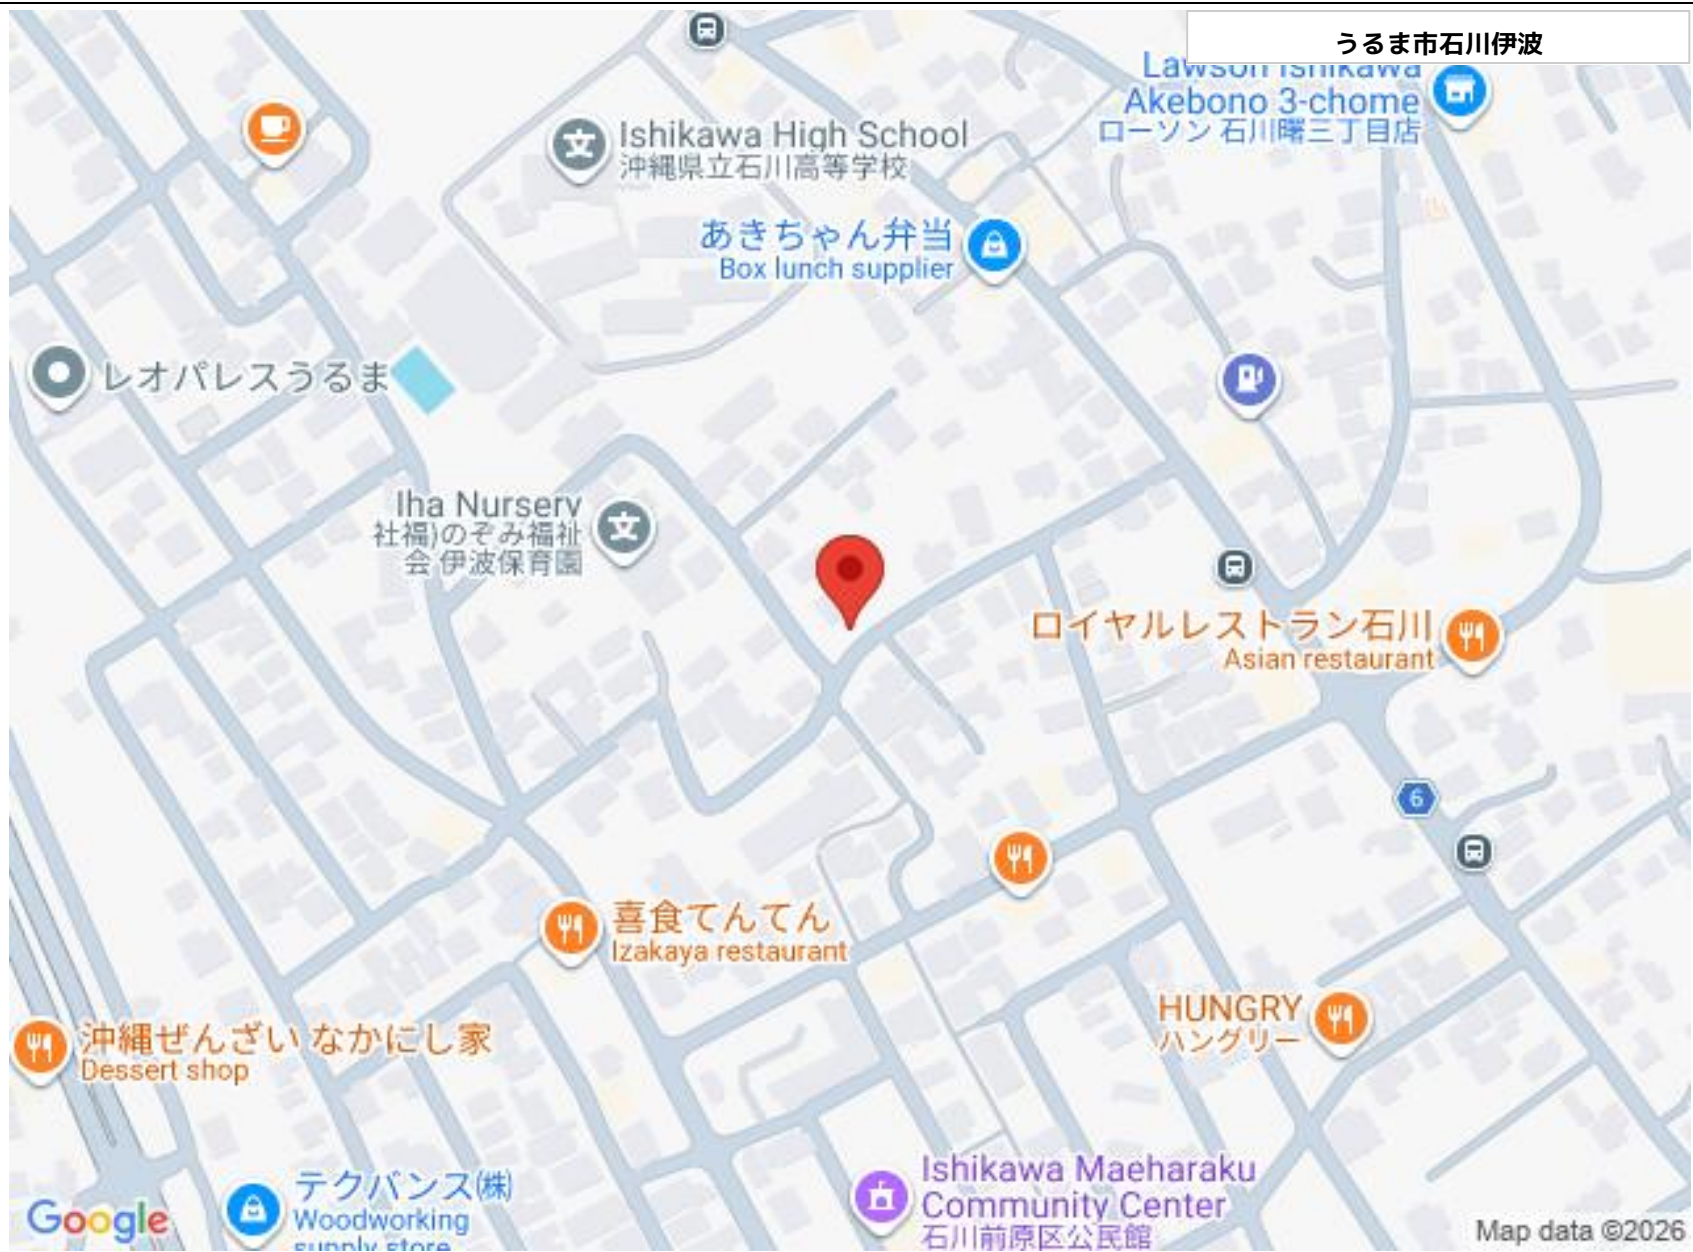 うるま市石川伊波
Lawson Ishikawa
Akebono 3-chome
ローソン 石川曙三丁目店
Ishikawa High School
沖縄県立石川高等学校
あきちゃん弁当
Box lunch supplier
レオパレスうるま
Iha Nursery
社福)のぞみ福祉
会 伊波保育園
ロイヤルレストラン石川
Asian restaurant
6
喜食てんてん
Izakaya restaurant
HUNGRY
ハングリー
沖縄ぜんざい なかにし家
Dessert shop
Ishikawa Maeharaku
Community Center
石川前原区公民館
テクバンス㈱
Woodworking
supply store
Google
Map data ©2026